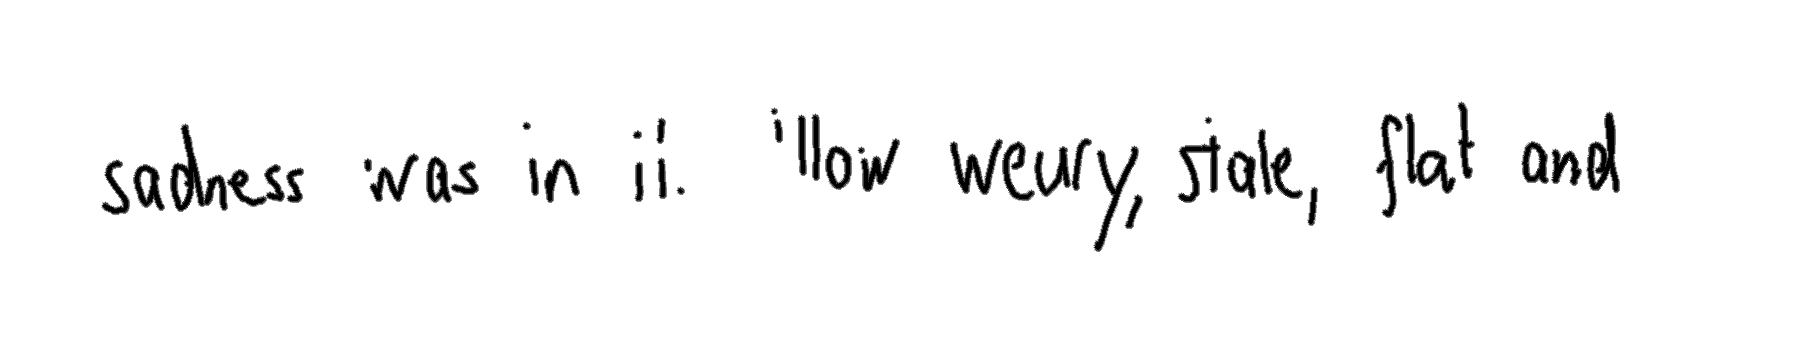 sadness was in it. 'How weary, stale, flat and